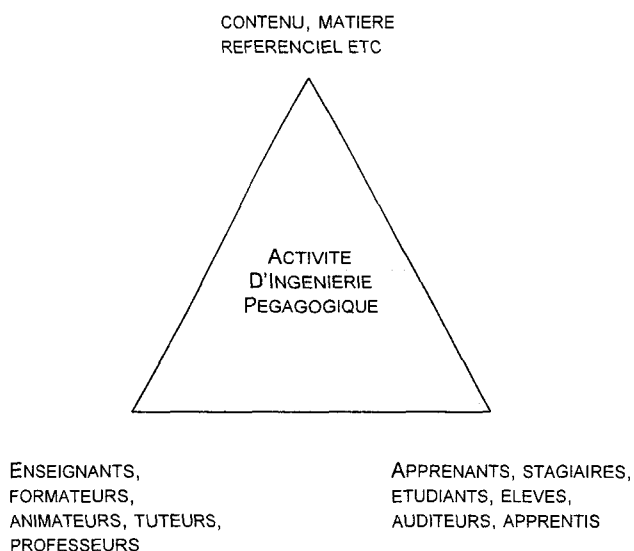 CONTENU, MATIERE
REFERENCIEL ETC
ACTIVITE
D'INGENIERIE
PEGAGOGIQUE
ENSEIGNANTS,
FORMATEURS,
ANIMATEURS, TUTEURS,
PROFESSEURS
APPRENANTS, STAGIAIRES,
ETUDIANTS, ELEVES,
AUDITEURS, APPRENTIS